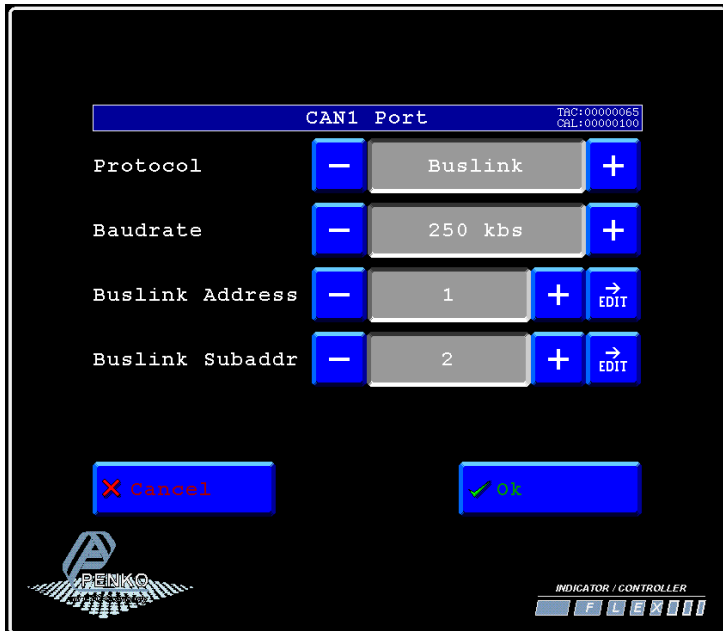 CAN1 Port
TAC:00000065
CAL:00000100
Protocol − Buslink +
Baudrate − 250 kbs +
Buslink Address − 1 + → EDIT
Buslink Subaddr − 2 + → EDIT
Cancel Ok
PENKO
INDICATOR / CONTROLLER
FLEX